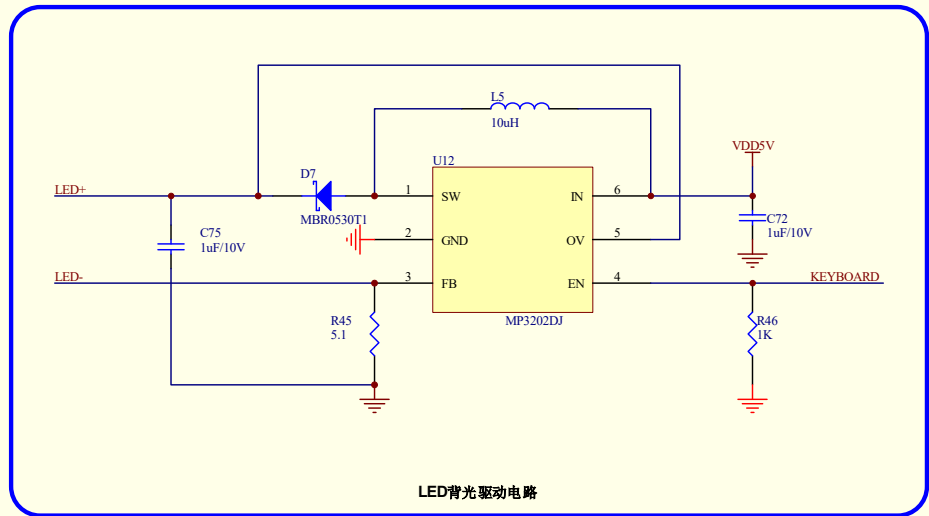 L5
10uH
VDD5V
U12
D7
LED+
1
SW
IN
6
MBR0530T1
C72
1uF/10V
C75
1uF/10V
2
GND
OV
5
LED-
3
FB
EN
4
KEYBOARD
R45
5.1
MP3202DJ
R46
1K
LED背光驱动电路